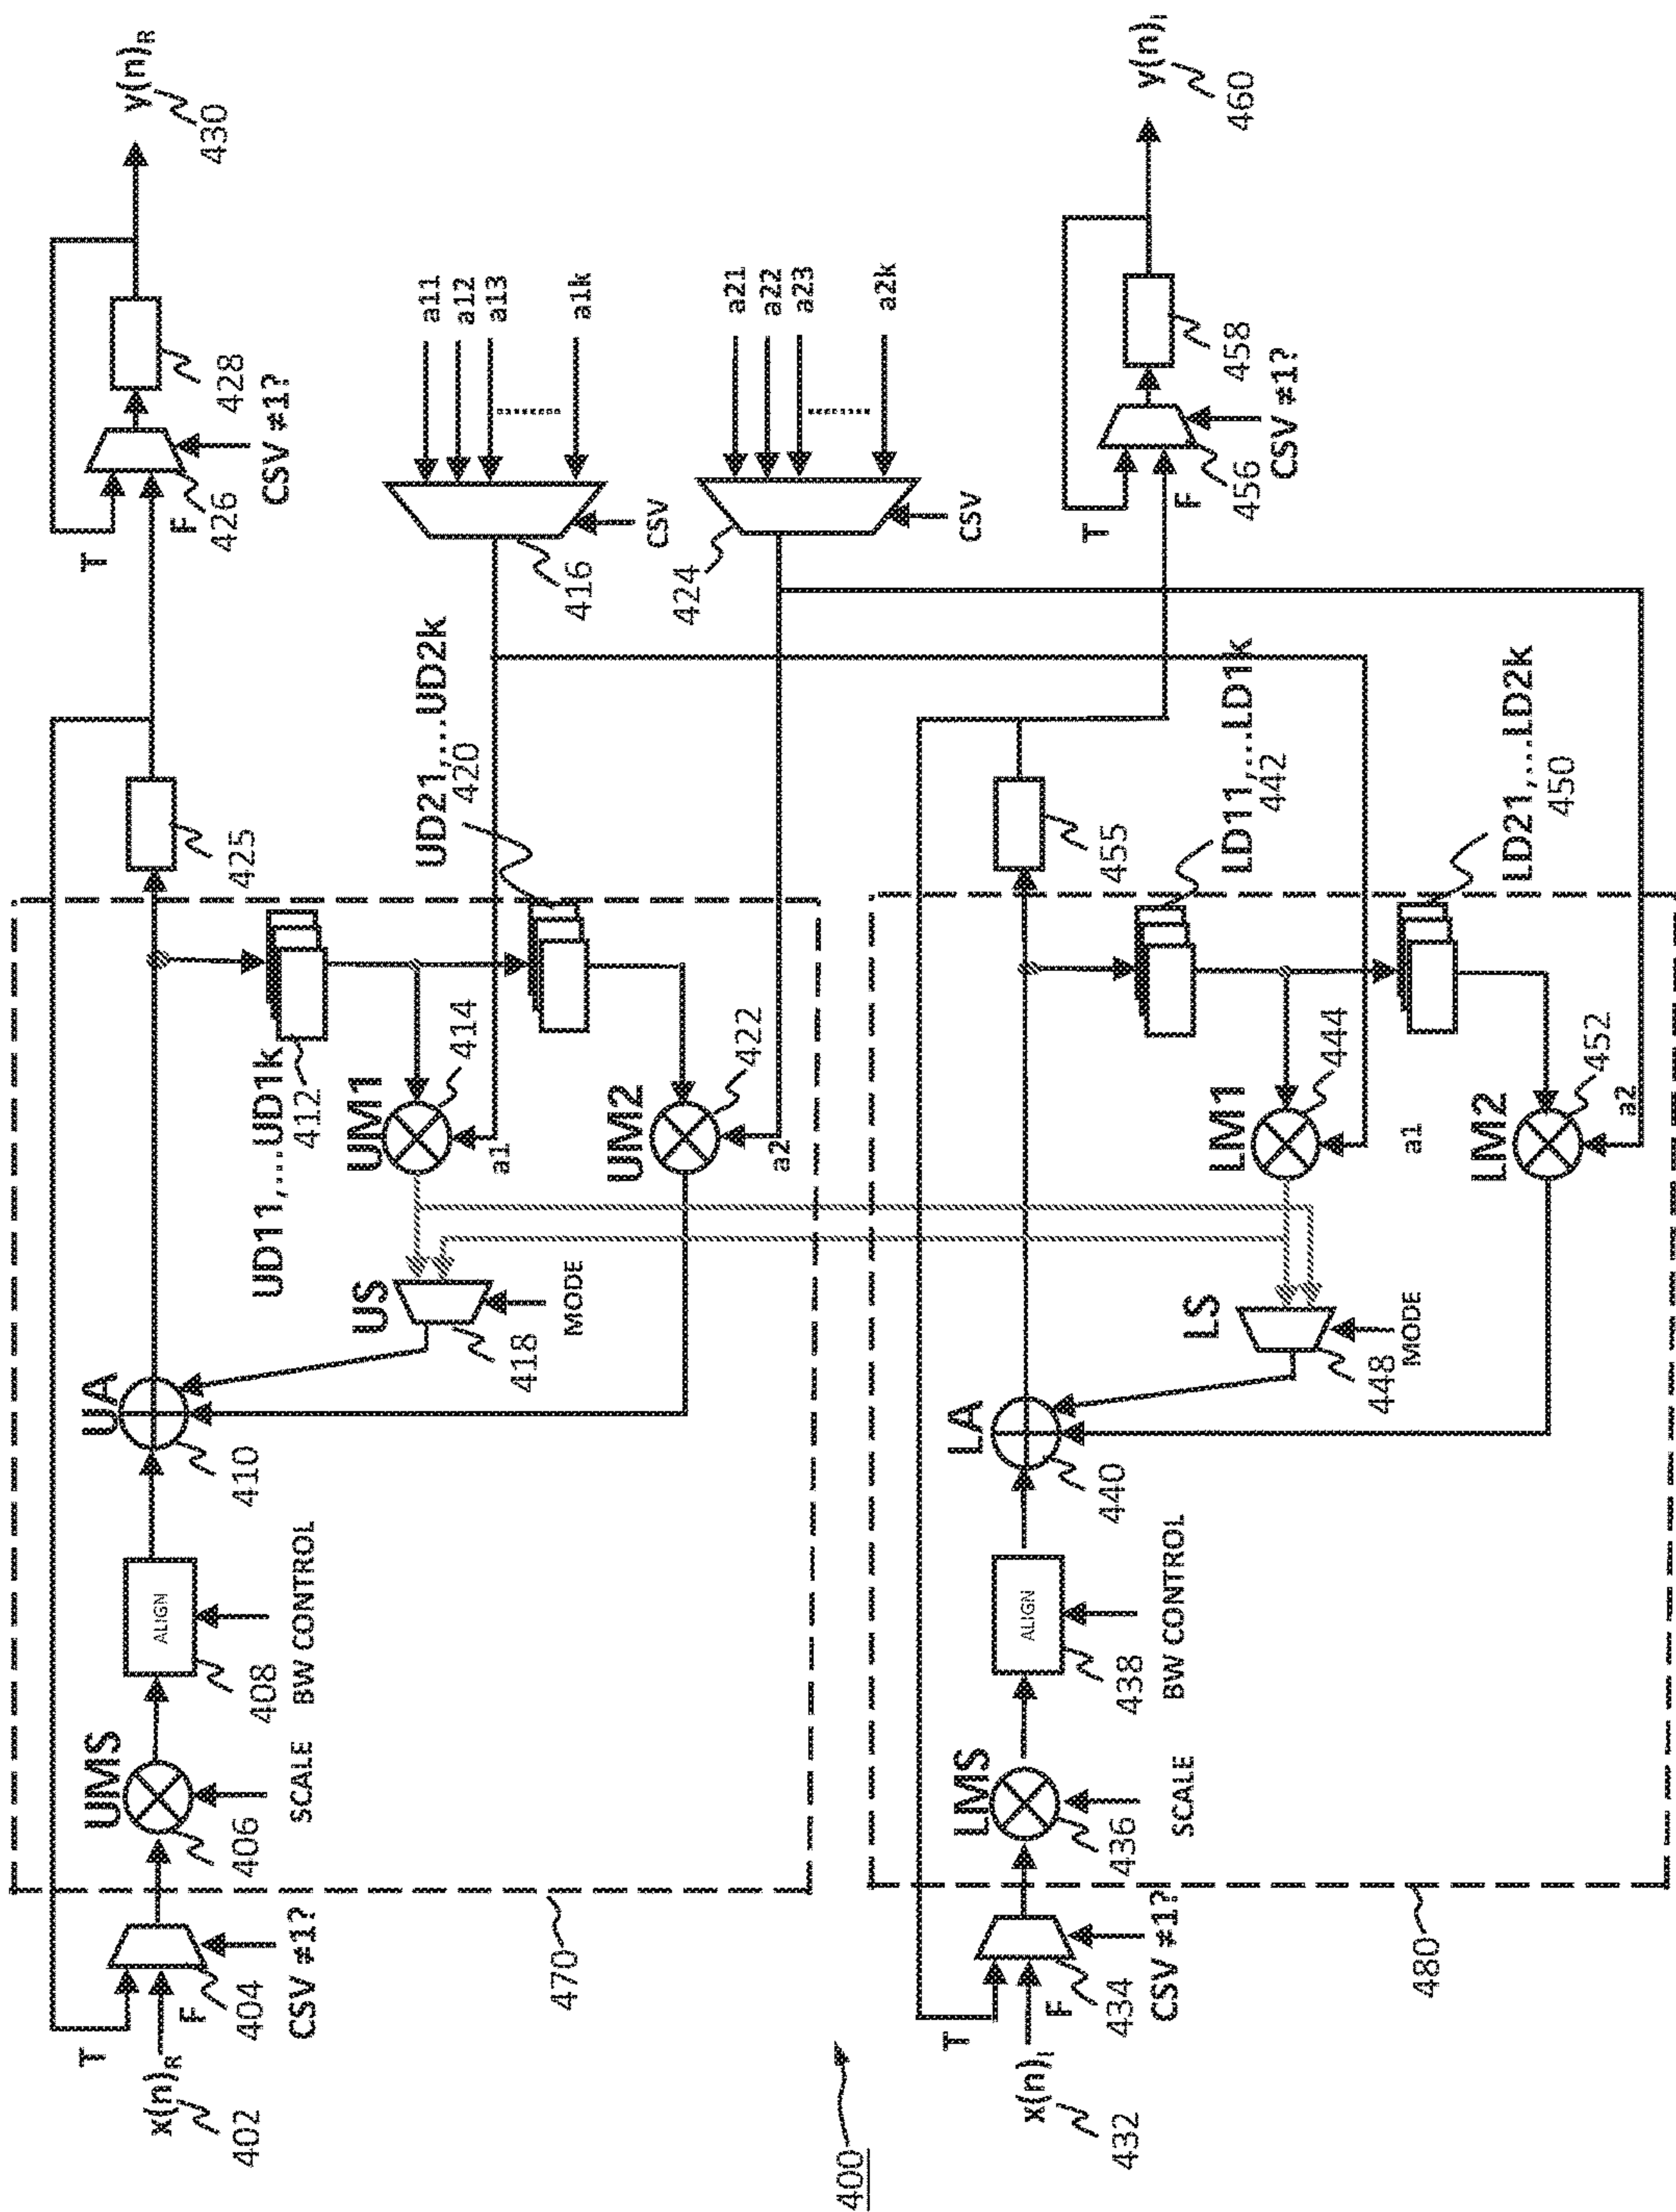 x(n)R
402
T
F
404
CSV ≠1?
UMS
406
SCALE
ALIGN
408
BW CONTROL
UA
410
US
418
MODE
UD11,...UD1k
412
UM1
414
a1
UM2
422
a2
UD21,...UD2k
420
425
416
CSV
424
CSV
a11
a12
a13
a1k
a21
a22
a23
a2k
T
F
426
CSV ≠1?
428
y(n)R
430
470
400
x(n)I
432
T
F
434
CSV ≠1?
LMS
436
SCALE
ALIGN
438
BW CONTROL
LA
440
LS
448
MODE
LM1
444
a1
LM2
452
a2
455
LD11,...LD1k
442
LD21,...LD2k
450
T
F
456
CSV ≠1?
458
y(n)I
460
480